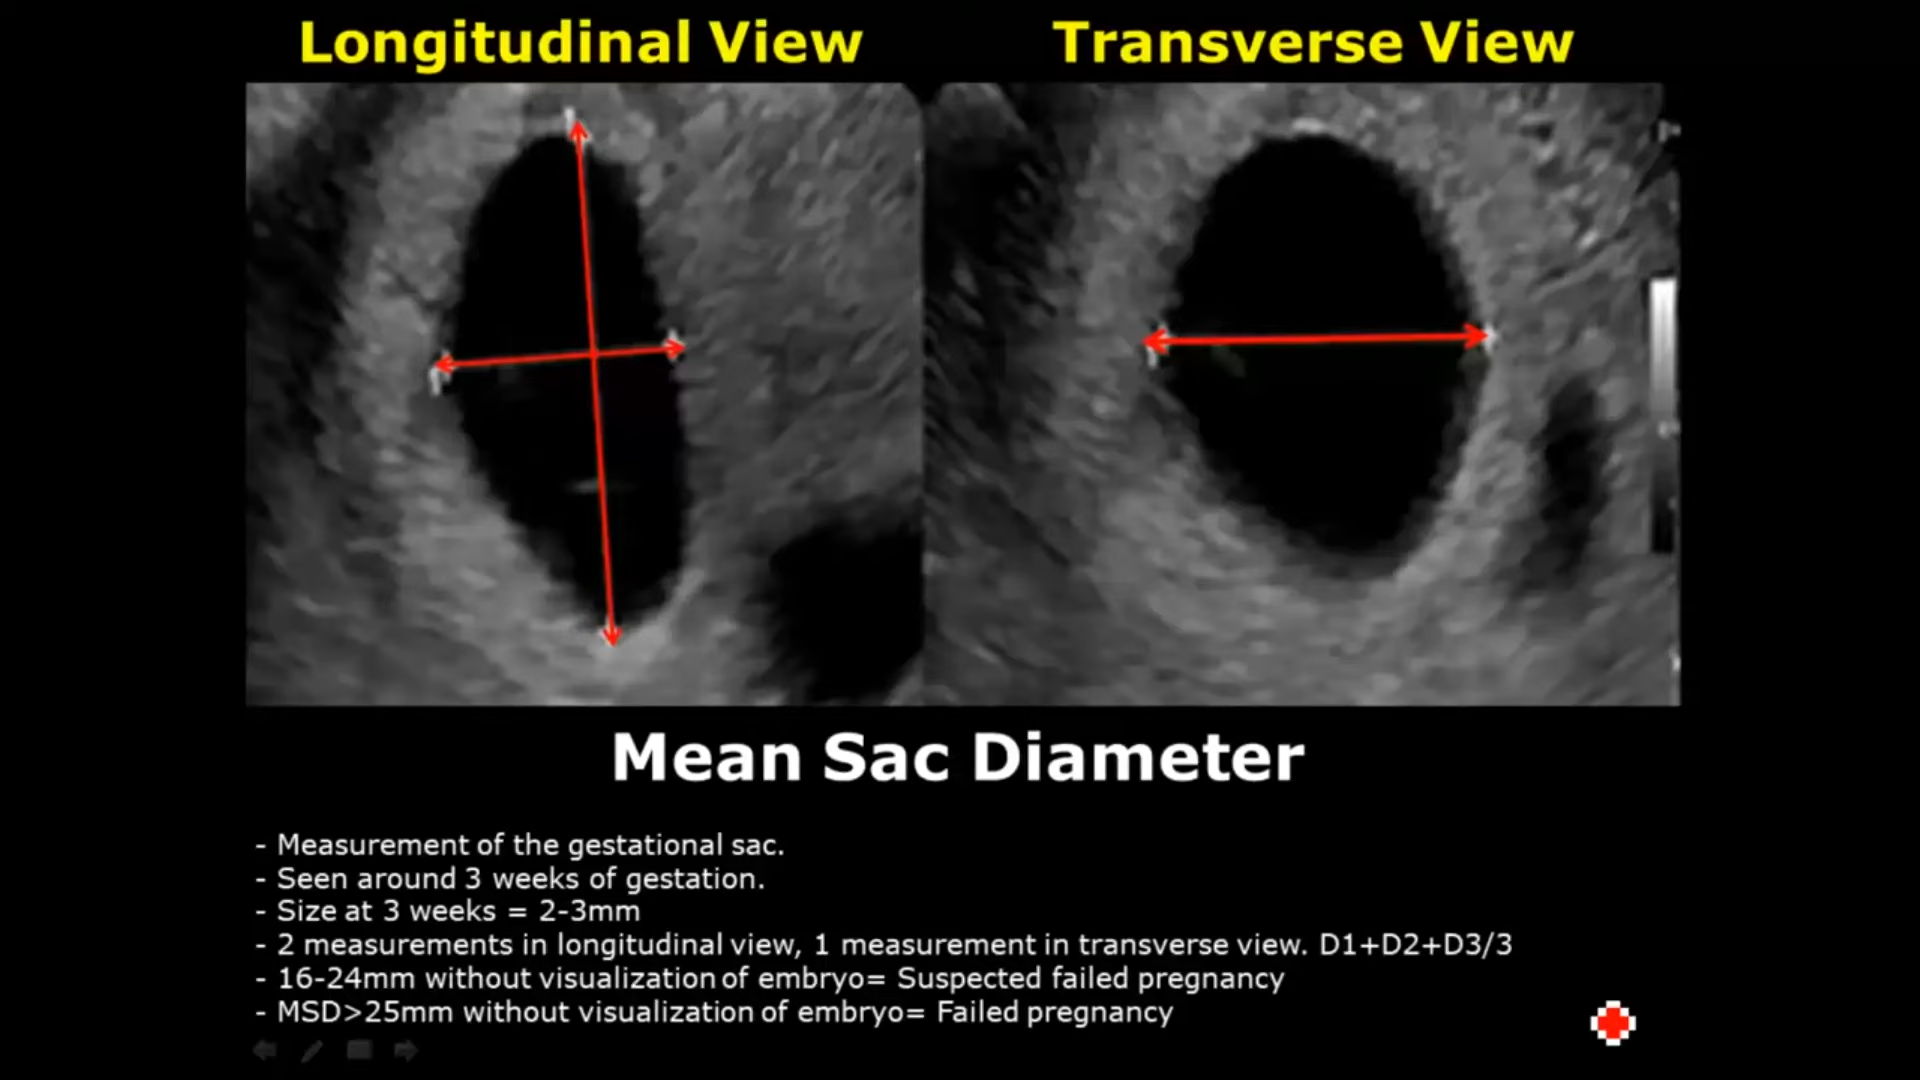 Longitudinal View
Transverse View
Mean Sac Diameter
- Measurement of the gestational sac.
- Seen around 3 weeks of gestation.
- Size at 3 weeks = 2-3mm
- 2 measurements in longitudinal view, 1 measurement in transverse view. D1+D2+D3/3
- 16-24mm without visualization of embryo= Suspected failed pregnancy
- MSD>25mm without visualization of embryo= Failed pregnancy